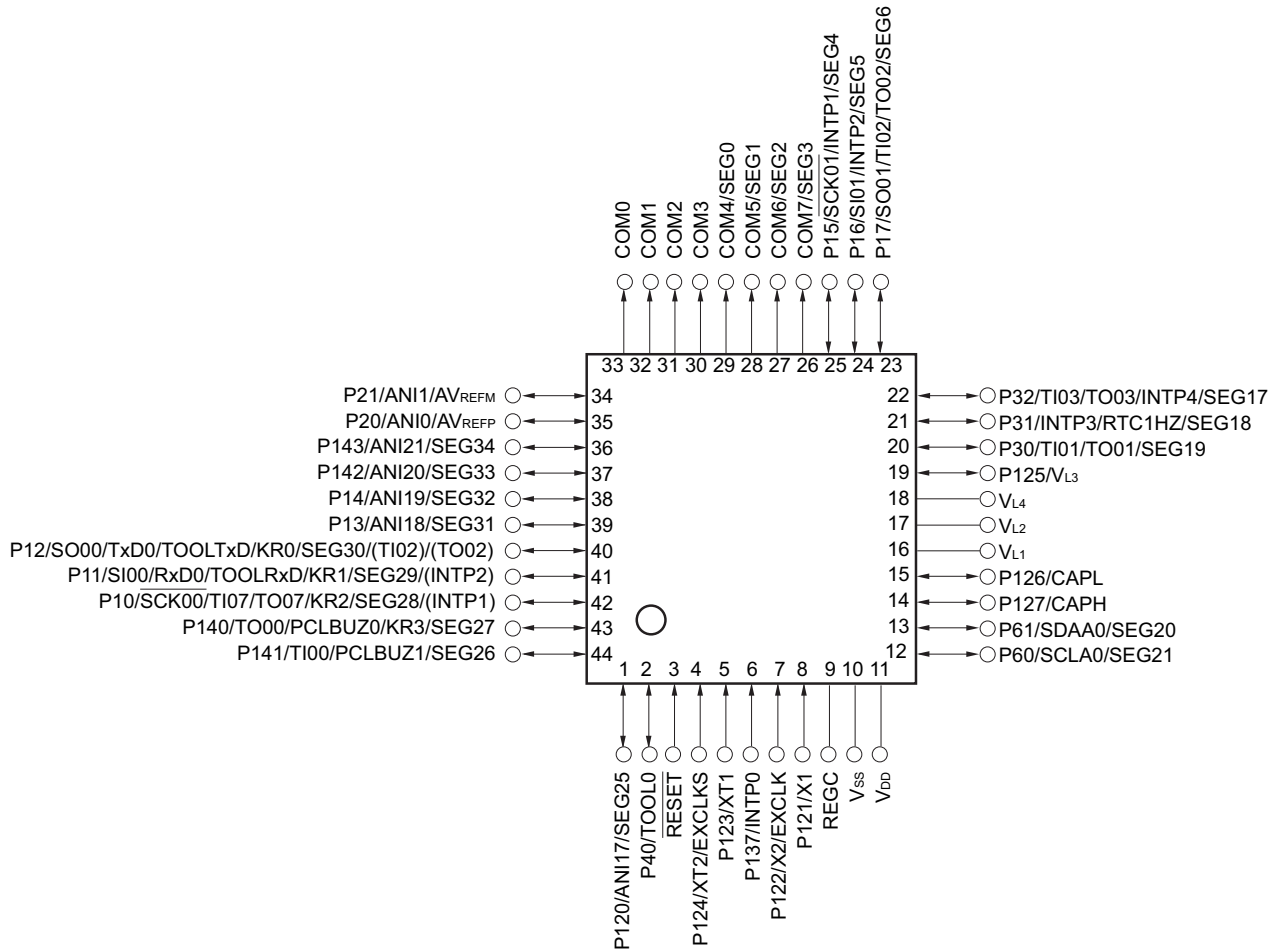 COM0
COM1
COM2
COM3
COM4/SEG0
COM5/SEG1
COM6/SEG2
COM7/SEG3
P15/SCK01/INTP1/SEG4
P16/SI01/INTP2/SEG5
P17/SO01/TI02/TO02/SEG6
33 32 31 30 29 28 27 26 25 24 23
P21/ANI1/AVREFM 34
P20/ANI0/AVREFP 35
P143/ANI21/SEG34 36
P142/ANI20/SEG33 37
P14/ANI19/SEG32 38
P13/ANI18/SEG31 39
P12/SO00/TxD0/TOOLTxD/KR0/SEG30/(TI02)/(TO02) 40
P11/SI00/RxD0/TOOLRxD/KR1/SEG29/(INTP2) 41
P10/SCK00/TI07/TO07/KR2/SEG28/(INTP1) 42
P140/TO00/PCLBUZ0/KR3/SEG27 43
P141/TI00/PCLBUZ1/SEG26 44
22 P32/TI03/TO03/INTP4/SEG17
21 P31/INTP3/RTC1HZ/SEG18
20 P30/TI01/TO01/SEG19
19 P125/VL3
18 VL4
17 VL2
16 VL1
15 P126/CAPL
14 P127/CAPH
13 P61/SDAA0/SEG20
12 P60/SCLA0/SEG21
1 2 3 4 5 6 7 8 9 10 11
P120/ANI17/SEG25
P40/TOOL0
RESET
P124/XT2/EXCLKS
P123/XT1
P137/INTP0
P122/X2/EXCLK
P121/X1
REGC
VSS
VDD